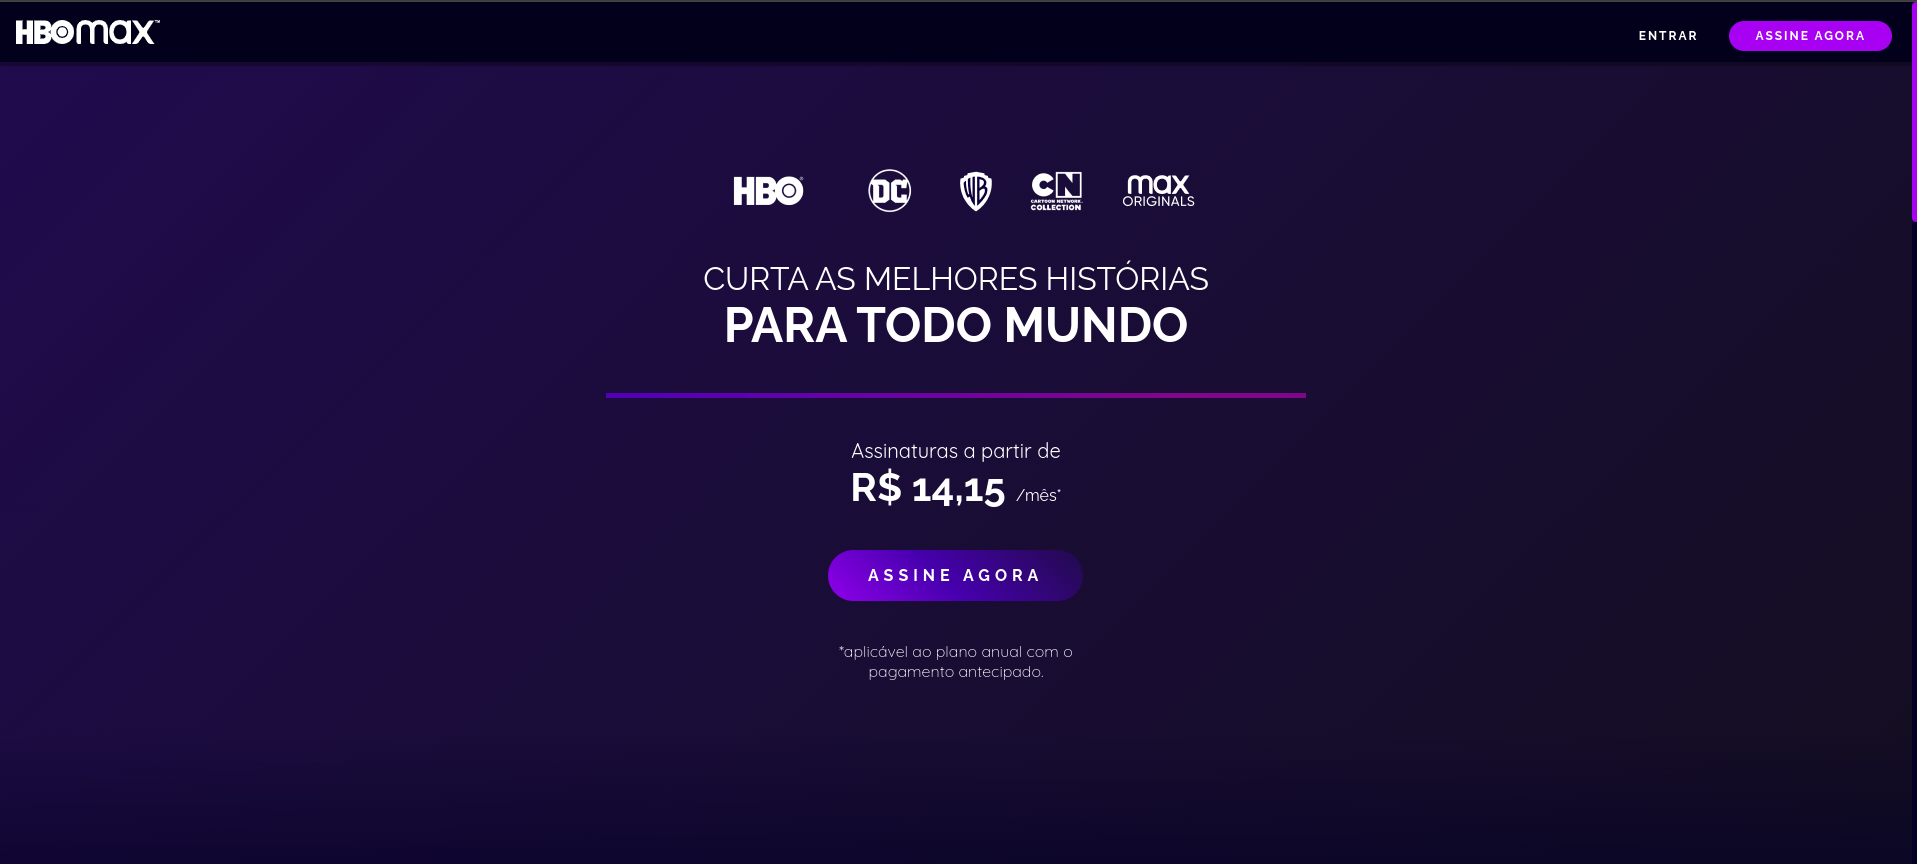 HBOmax™
ENTRAR
ASSINE AGORA
HBO®
DC
WB
CN
CARTOON NETWORK
COLLECTION
max
ORIGINALS
CURTA AS MELHORES HISTÓRIAS
PARA TODO MUNDO
Assinaturas a partir de
R$ 14,15 /mês*
ASSINE AGORA
*aplicável ao plano anual com o
pagamento antecipado.